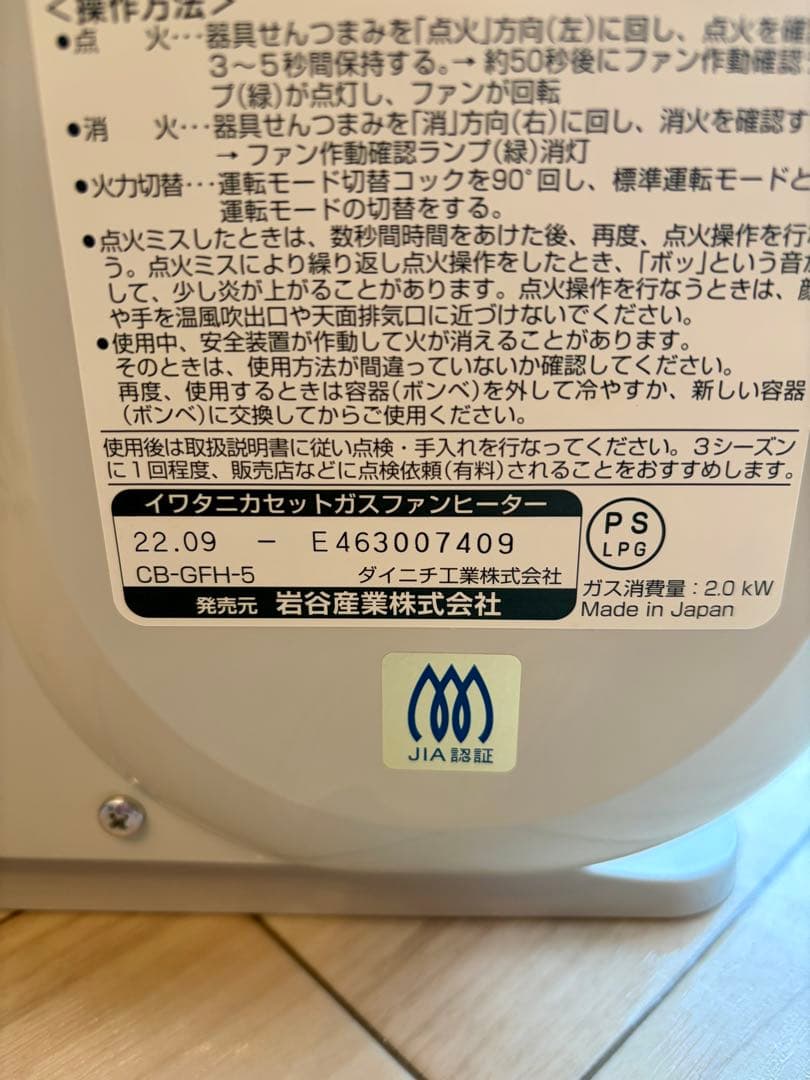 ＜操作方法＞
●点　火…器具せんつまみを「点火」方向(左)に回し、点火を確
3～5秒間保持する。→ 約50秒後にファン作動確認
プ(緑)が点灯し、ファンが回転
●消　火…器具せんつまみを「消」方向(右)に回し、消火を確認す
→ ファン作動確認ランプ(緑)消灯
●火力切替…運転モード切替コックを90°回し、標準運転モードと
運転モードの切替をする。
●点火ミスしたときは、数秒間時間をあけた後、再度、点火操作を行な
う。点火ミスにより繰り返し点火操作をしたとき、「ボッ」という音が
して、少し炎が上がることがあります。点火操作を行なうときは、顔
や手を温風吹出口や天面排気口に近づけないでください。
●使用中、安全装置が作動して火が消えることがあります。
そのときは、使用方法が間違っていないか確認してください。
再度、使用するときは容器(ボンベ)を外して冷やすか、新しい容器
(ボンベ)に交換してからご使用ください。
使用後は取扱説明書に従い点検・手入れを行なってください。3シーズン
に1回程度、販売店などに点検依頼(有料)されることをおすすめします。
イワタニカセットガスファンヒーター
22.09 － E463007409
CB-GFH-5 ダイニチ工業株式会社
発売元 岩谷産業株式会社
PS
LPG
ガス消費量：2.0 kW
Made in Japan
JIA 認証